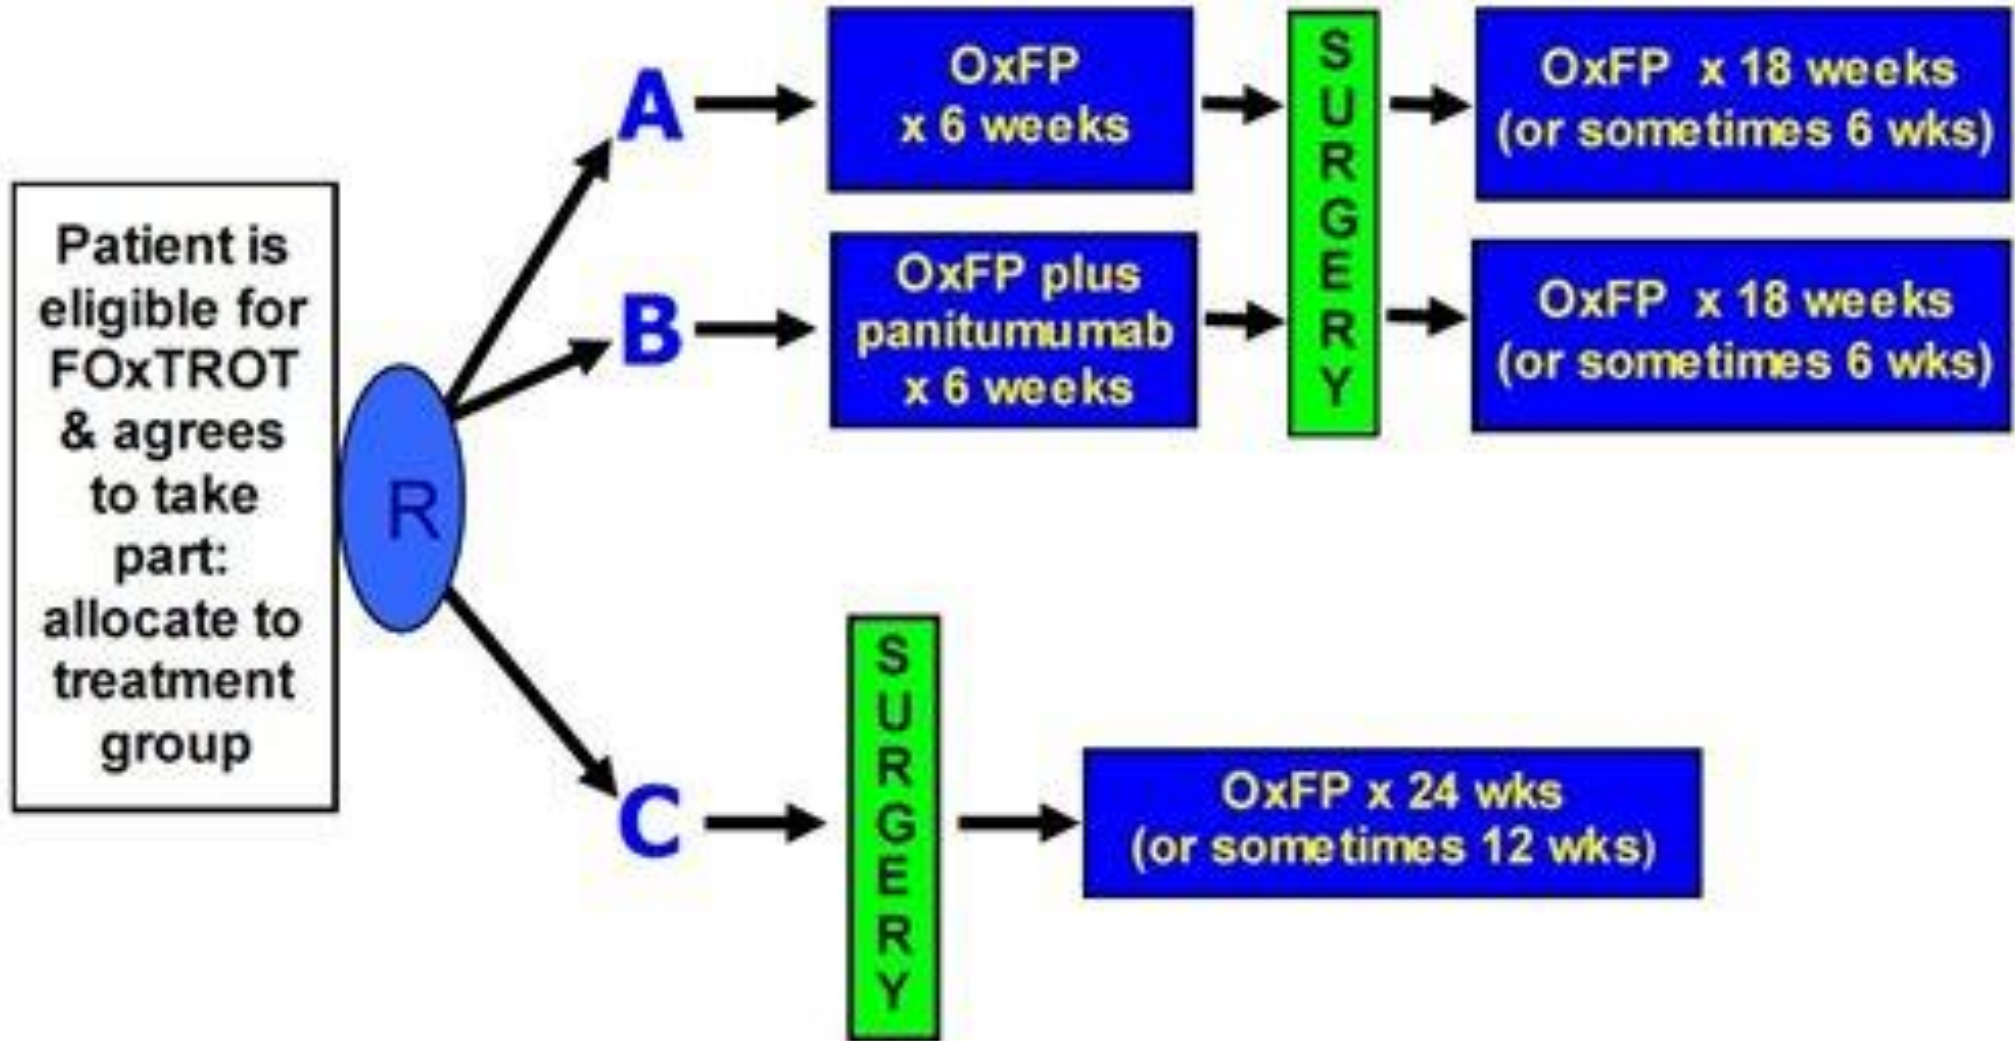 Patient is
eligible for
FOxTROT
& agrees
to take
part:
allocate to
treatment
group
R
A
OxFP
x 6 weeks
SURGERY
OxFP x 18 weeks
(or sometimes 6 wks)
B
OxFP plus
panitumumab
x 6 weeks
OxFP x 18 weeks
(or sometimes 6 wks)
C
SURGERY
OxFP x 24 wks
(or sometimes 12 wks)